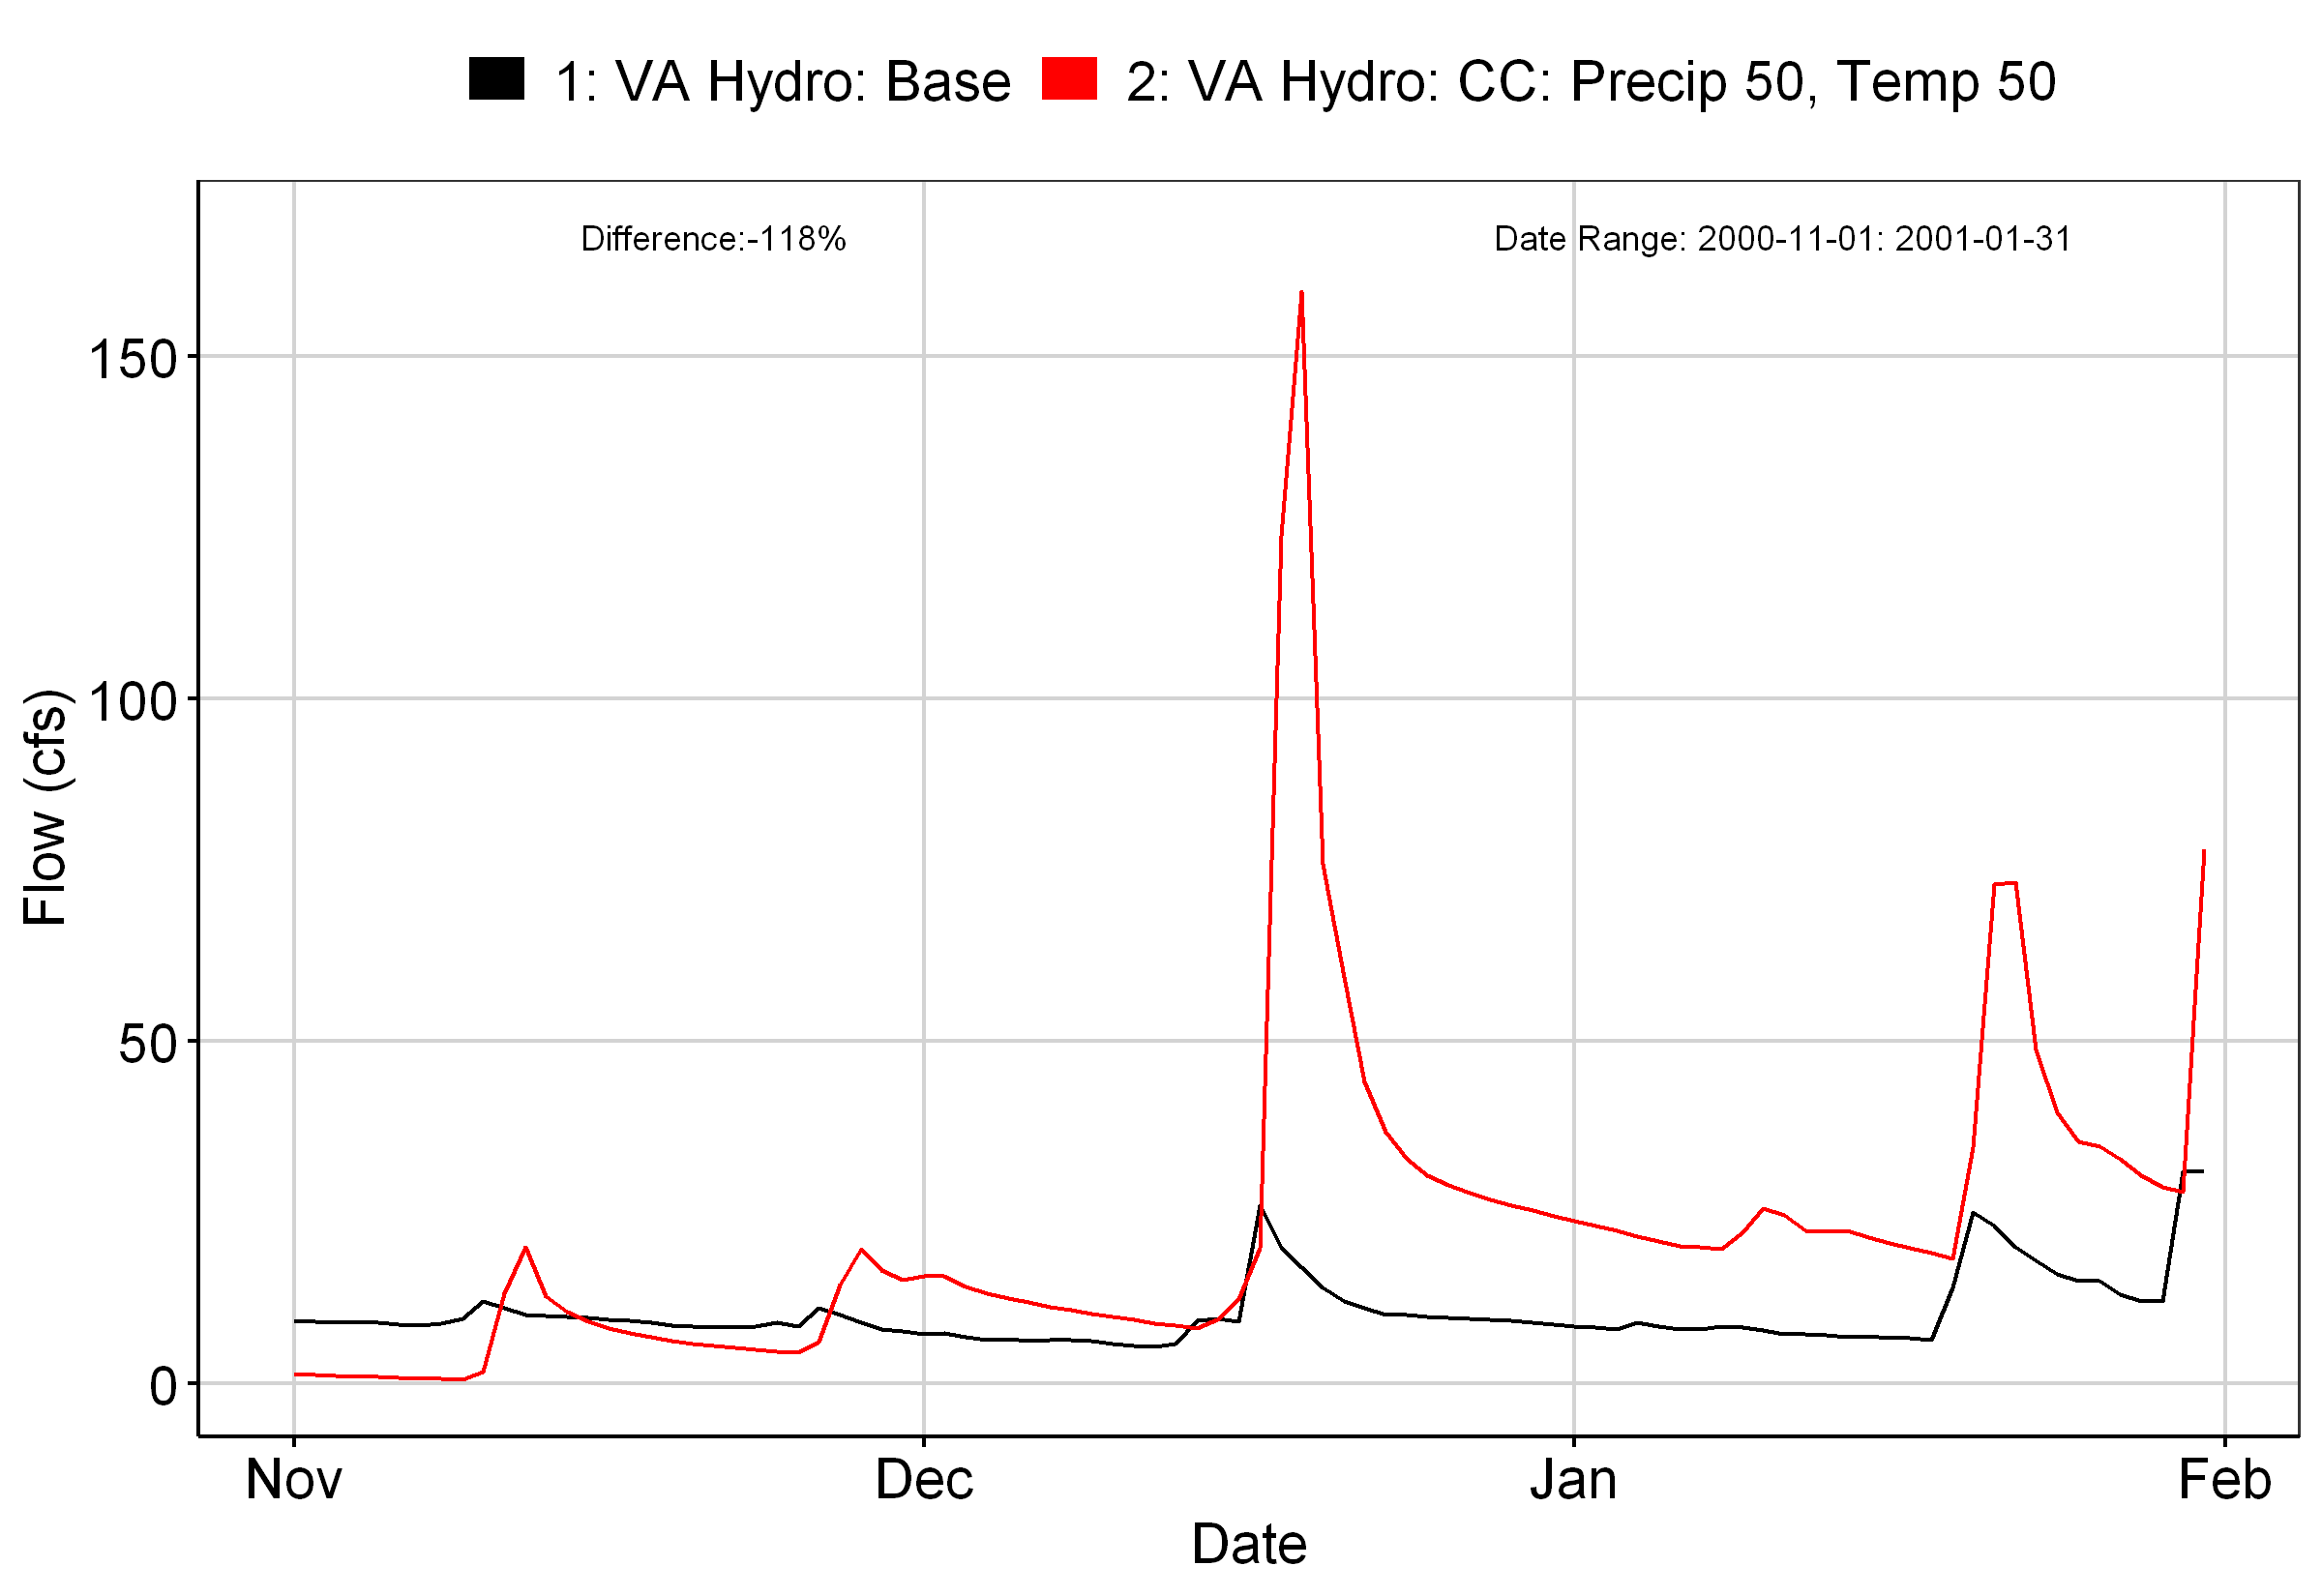 1: VA Hydro: Base 2: VA Hydro: CC: Precip 50, Temp 50
Difference:-118% Date Range: 2000-11-01: 2001-01-31
150
100
50
0
Flow (cfs)
Nov Dec Jan Feb
Date